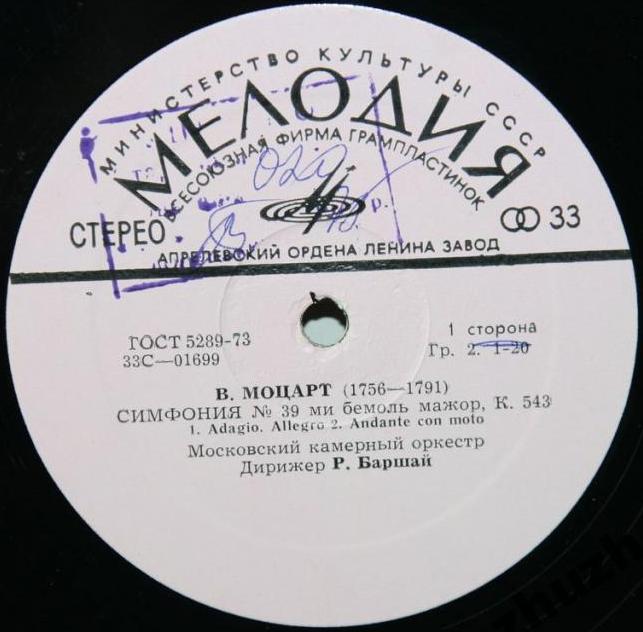 МИНИСТЕРСТВО КУЛЬТУРЫ СССР
МЕЛОДИЯ
ВСЕСОЮЗНАЯ ФИРМА ГРАМПЛАСТИНОК
СТЕРЕО
р.
33
АПРЕЛЕВСКИЙ ОРДЕНА ЛЕНИНА ЗАВОД
ГОСТ 5289-73
33С—01699
1 сторона
Гр. 2. 1-20
В. МОЦАРТ (1756—1791)
СИМФОНИЯ № 39 ми бемоль мажор, К. 543
1. Adagio. Allegro 2. Andante con moto
Московский камерный оркестр
Дирижер Р. Баршай